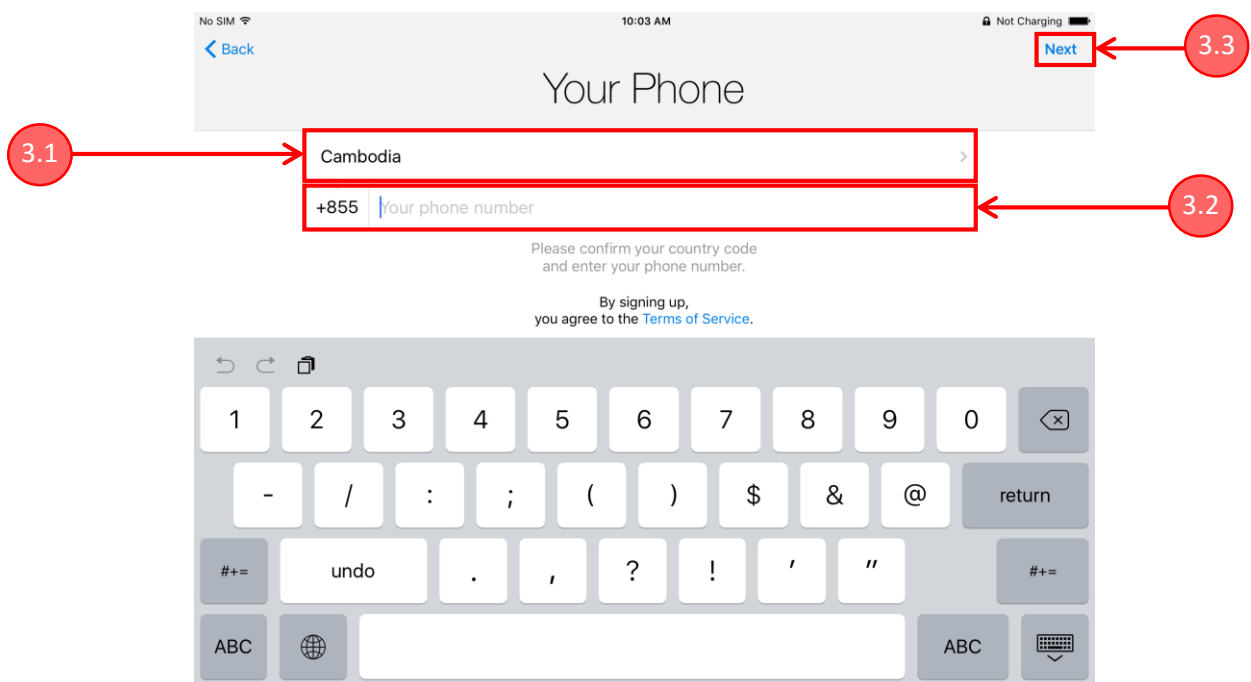 No SIM 10:03 AM Not Charging
Back Next 3.3
Your Phone
3.1 Cambodia
+855 Your phone number 3.2
Please confirm your country code
and enter your phone number.
By signing up,
you agree to the Terms of Service.
1 2 3 4 5 6 7 8 9 0
- / : ; ( ) $ & @ return
#+= undo . , ? ! ' " #+=
ABC ABC